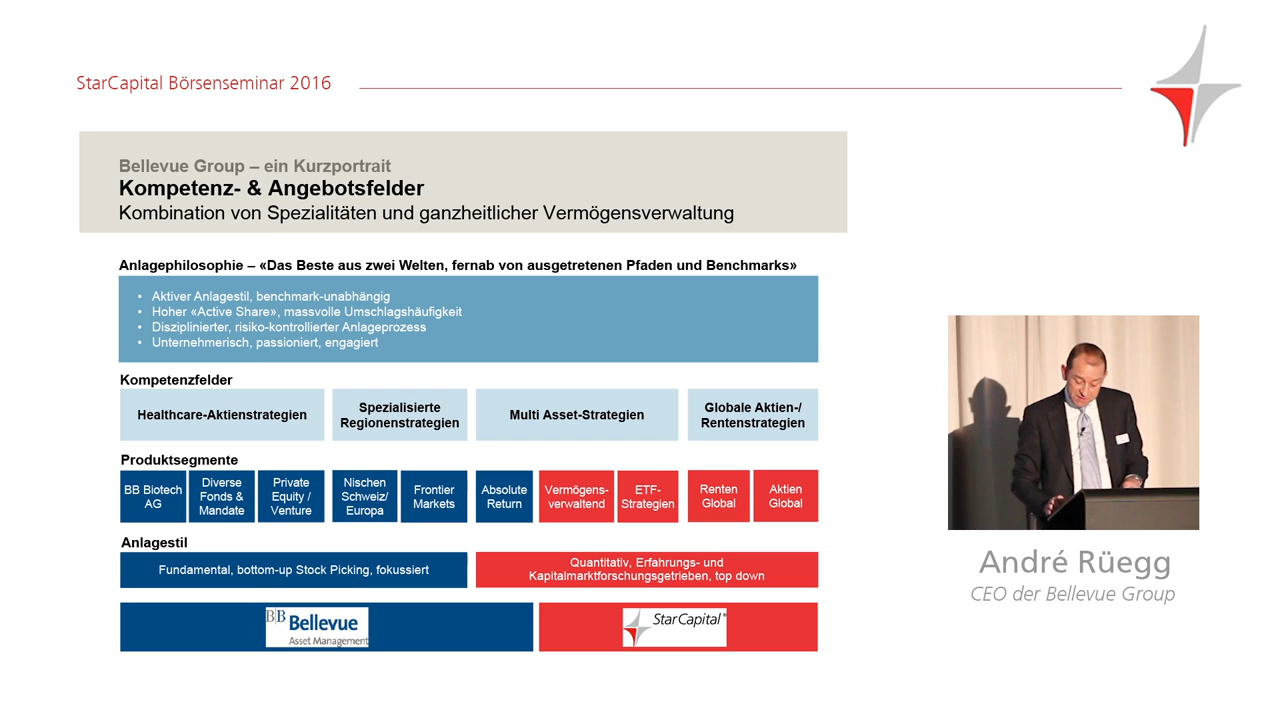 StarCapital Börsenseminar 2016
Bellevue Group – ein Kurzportrait
Kompetenz- & Angebotsfelder
Kombination von Spezialitäten und ganzheitlicher Vermögensverwaltung
Anlagephilosophie – «Das Beste aus zwei Welten, fernab von ausgetretenen Pfaden und Benchmarks»
• Aktiver Anlagestil, benchmark-unabhängig
• Hoher «Active Share», massvolle Umschlagshäufigkeit
• Disziplinierter, risiko-kontrollierter Anlageprozess
• Unternehmerisch, passioniert, engagiert
Kompetenzfelder
Healthcare-Aktienstrategien
Spezialisierte
Regionenstrategien
Multi Asset-Strategien
Globale Aktien-/
Rentenstrategien
Produktsegmente
BB Biotech
AG
Diverse
Fonds &
Mandate
Private
Equity /
Venture
Nischen
Schweiz/
Europa
Frontier
Markets
Absolute
Return
Vermögens-
verwaltend
ETF-
Strategien
Renten
Global
Aktien
Global
Anlagestil
Fundamental, bottom-up Stock Picking, fokussiert
Quantitativ, Erfahrungs- und
Kapitalmarktforschungsgetrieben, top down
B|B Bellevue
Asset Management
StarCapital®
André Rüegg
CEO der Bellevue Group